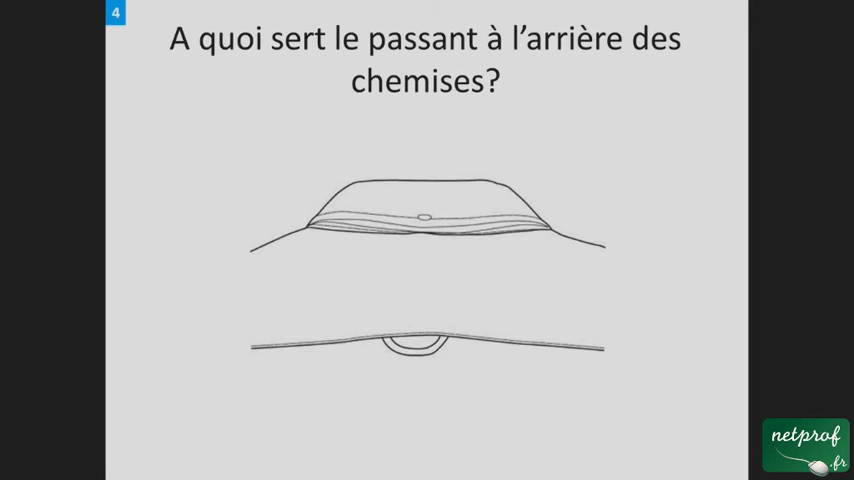 4
A quoi sert le passant à l’arrière des
chemises?
netprof
.fr